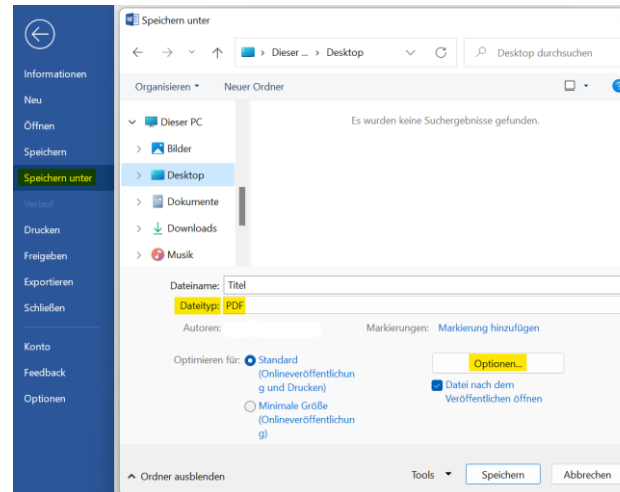 Speichern unter
Dieser ... > Desktop
Desktop durchsuchen
Informationen
Organisieren
Neuer Ordner
Neu
Öffnen
Dieser PC
Es wurden keine Suchergebnisse gefunden.
Speichern
Bilder
Speichern unter
Desktop
Verlauf
Dokumente
Drucken
Downloads
Freigeben
Musik
Exportieren
Dateiname: Titel
Schließen
Dateityp: PDF
Autoren:
Markierungen: Markierung hinzufügen
Konto
Optimieren für: Standard
(Onlineveröffentlichun
g und Drucken)
Optionen...
Feedback
Datei nach dem
Veröffentlichen öffnen
Optionen
Minimale Größe
(Onlineveröffentlichun
g)
Ordner ausblenden
Tools
Speichern
Abbrechen